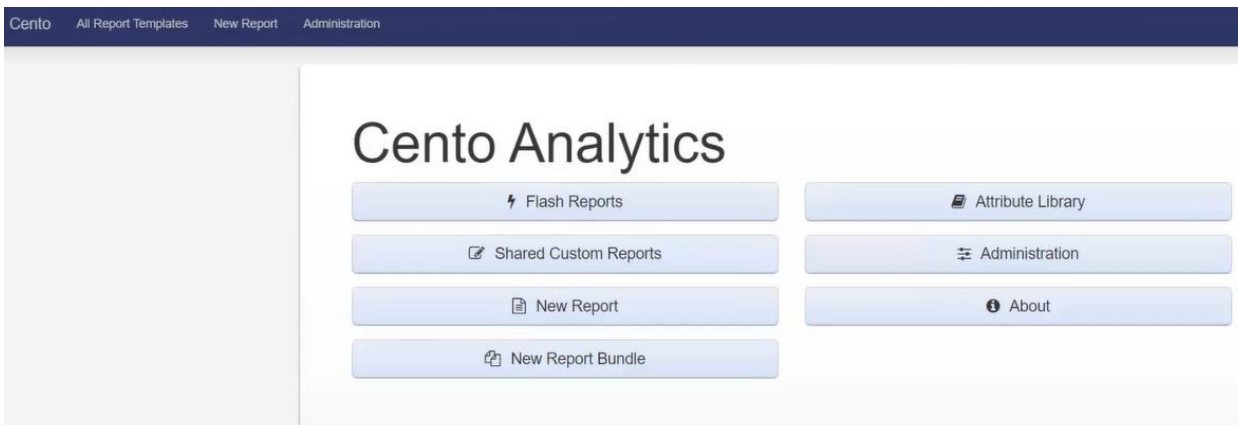 Cento All Report Templates New Report Administration
Cento Analytics
Flash Reports
Attribute Library
Shared Custom Reports
Administration
New Report
About
New Report Bundle